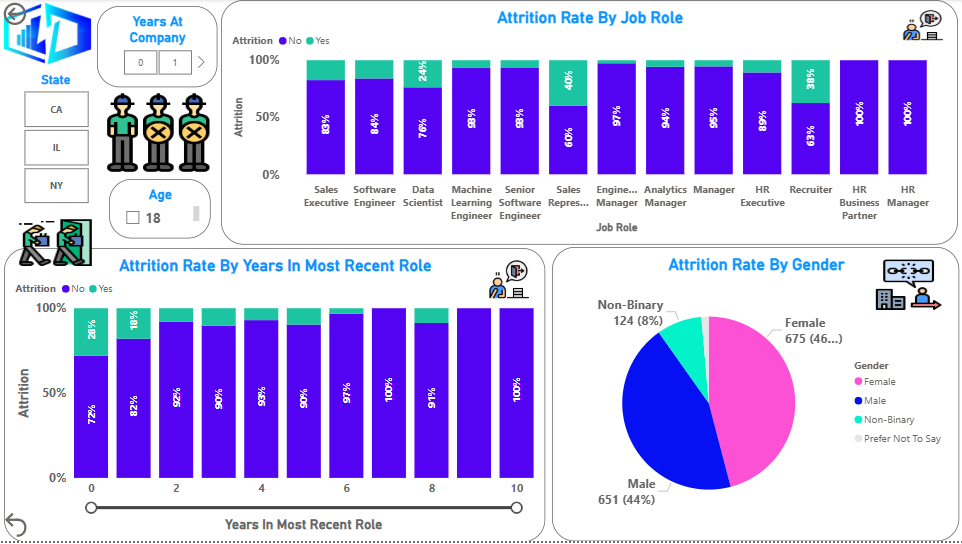 Years At
Company
0
1
State
CA
IL
NY
Age
18
Attrition Rate By Job Role
Attrition No Yes
100%
50%
0%
Attrition
83%
84%
24%
76%
93%
93%
40%
60%
97%
94%
95%
89%
38%
63%
100%
100%
Sales
Executive
Software
Engineer
Data
Scientist
Machine
Learning
Engineer
Senior
Software
Engineer
Sales
Repres...
Engine...
Manager
Analytics
Manager
Manager
HR
Executive
Recruiter
HR
Business
Partner
HR
Manager
Job Role
Attrition Rate By Years In Most Recent Role
Attrition No Yes
100%
50%
0%
Attrition
28%
72%
18%
82%
92%
90%
93%
90%
97%
100%
91%
100%
0
2
4
6
8
10
Years In Most Recent Role
Attrition Rate By Gender
Non-Binary
124 (8%)
Female
675 (46...)
Male
651 (44%)
Gender
Female
Male
Non-Binary
Prefer Not To Say